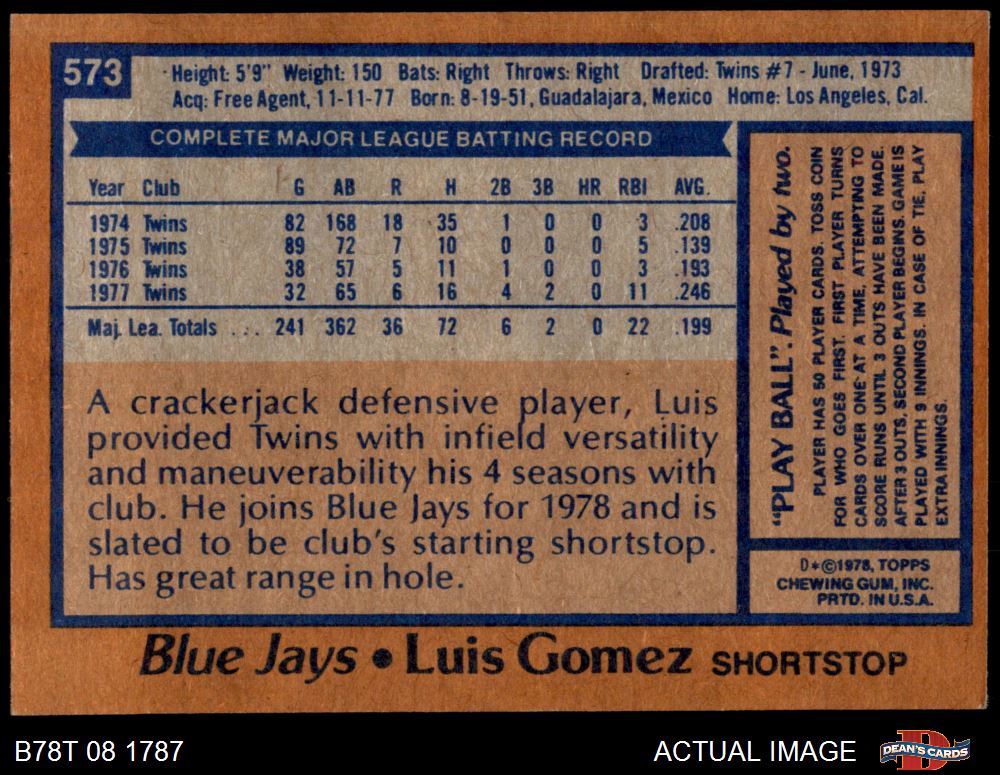 573
Height: 5'9" Weight: 150 Bats: Right Throws: Right Drafted: Twins #7 - June, 1973
Acq: Free Agent, 11-11-77 Born: 8-19-51, Guadalajara, Mexico Home: Los Angeles, Cal.
COMPLETE MAJOR LEAGUE BATTING RECORD
Year Club G AB R H 2B 3B HR RBI AVG.
1974 Twins 82 168 18 35 1 0 0 3 .208
1975 Twins 89 72 7 10 0 0 0 5 .139
1976 Twins 38 57 5 11 1 0 0 3 .193
1977 Twins 32 65 6 16 4 2 0 11 .246
Maj. Lea. Totals ... 241 362 36 72 6 2 0 22 .199
A crackerjack defensive player, Luis
provided Twins with infield versatility
and maneuverability his 4 seasons with
club. He joins Blue Jays for 1978 and is
slated to be club's starting shortstop.
Has great range in hole.
"PLAY BALL". Played by two.
PLAYER HAS 50 PLAYER CARDS. TOSS COIN
FOR WHO GOES FIRST. FIRST PLAYER TURNS
CARDS OVER ONE AT A TIME, ATTEMPTING TO
SCORE RUNS UNTIL 3 OUTS HAVE BEEN MADE.
AFTER 3 OUTS, SECOND PLAYER BEGINS. GAME IS
PLAYED WITH 9 INNINGS. IN CASE OF TIE, PLAY
EXTRA INNINGS.
D*©1978, TOPPS
CHEWING GUM, INC.
PRTD. IN U.S.A.
Blue Jays • Luis Gomez SHORTSTOP
B78T 08 1787
ACTUAL IMAGE
DEAN'S CARDS